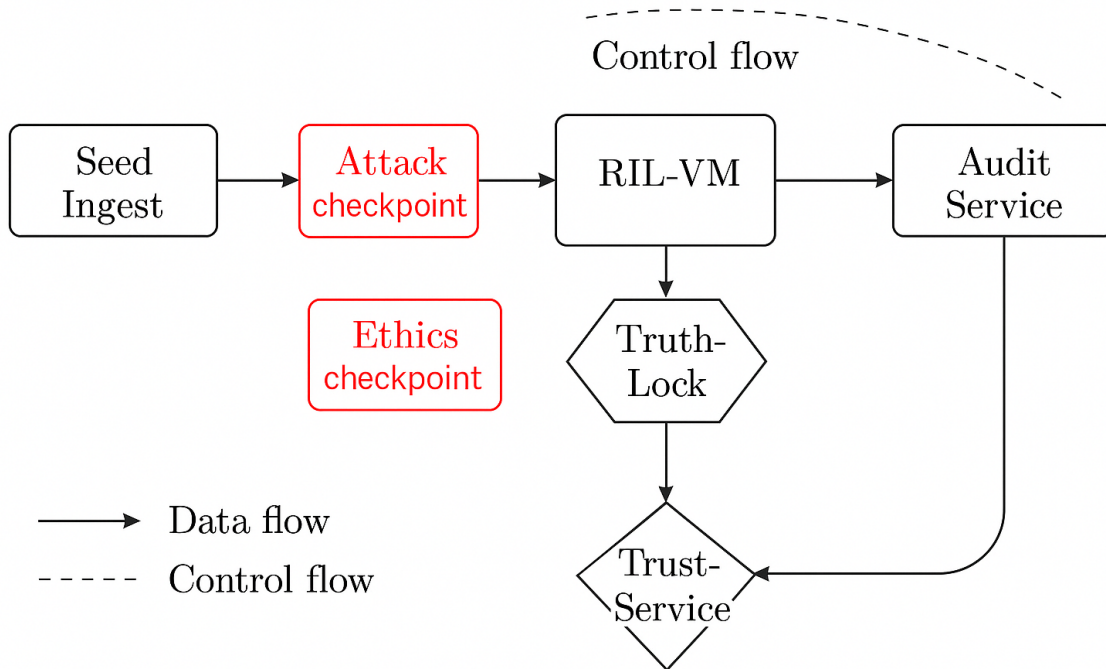 Control flow
Seed
Ingest
Attack
checkpoint
RIL-VM
Audit
Service
Ethics
checkpoint
Truth-
Lock
Data flow
Control flow
Trust-
Service